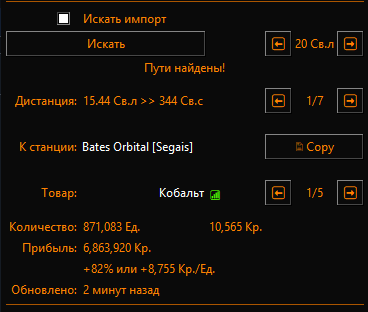 Искать импорт
Искать 20 Св.л
Пути найдены!
Дистанция: 15.44 Св.л >> 344 Св.с 1/7
К станции: Bates Orbital [Segais] Copy
Товар: Кобальт 1/5
Количество: 871,083 Ед. 10,565 Кр.
Прибыль: 6,863,920 Кр.
+82% или +8,755 Кр./Ед.
Обновлено: 2 минут назад